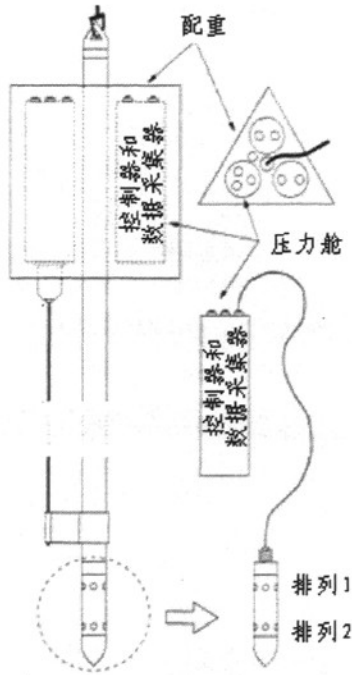 配重
控制器和
数据采集器
压力舱
控制器和
数据采集器
排列1
排列2